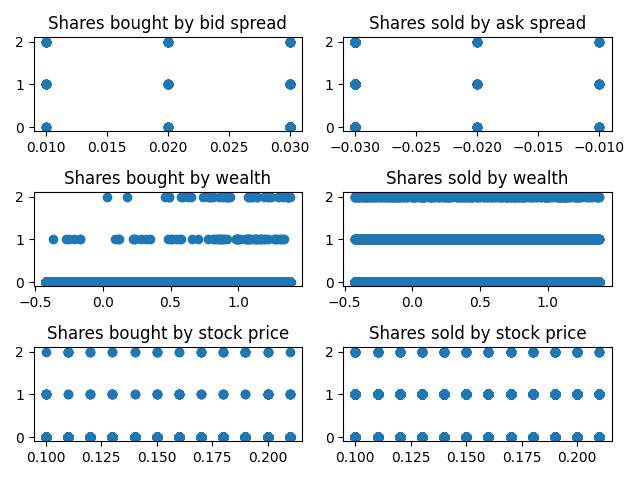 Shares bought by bid spread
Shares sold by ask spread
2
1
0
0.010 0.015 0.020 0.025 0.030
2
1
0
−0.030 −0.025 −0.020 −0.015 −0.010
Shares bought by wealth
Shares sold by wealth
2
1
0
−0.5 0.0 0.5 1.0
2
1
0
−0.5 0.0 0.5 1.0
Shares bought by stock price
Shares sold by stock price
2
1
0
0.100 0.125 0.150 0.175 0.200
2
1
0
0.100 0.125 0.150 0.175 0.200